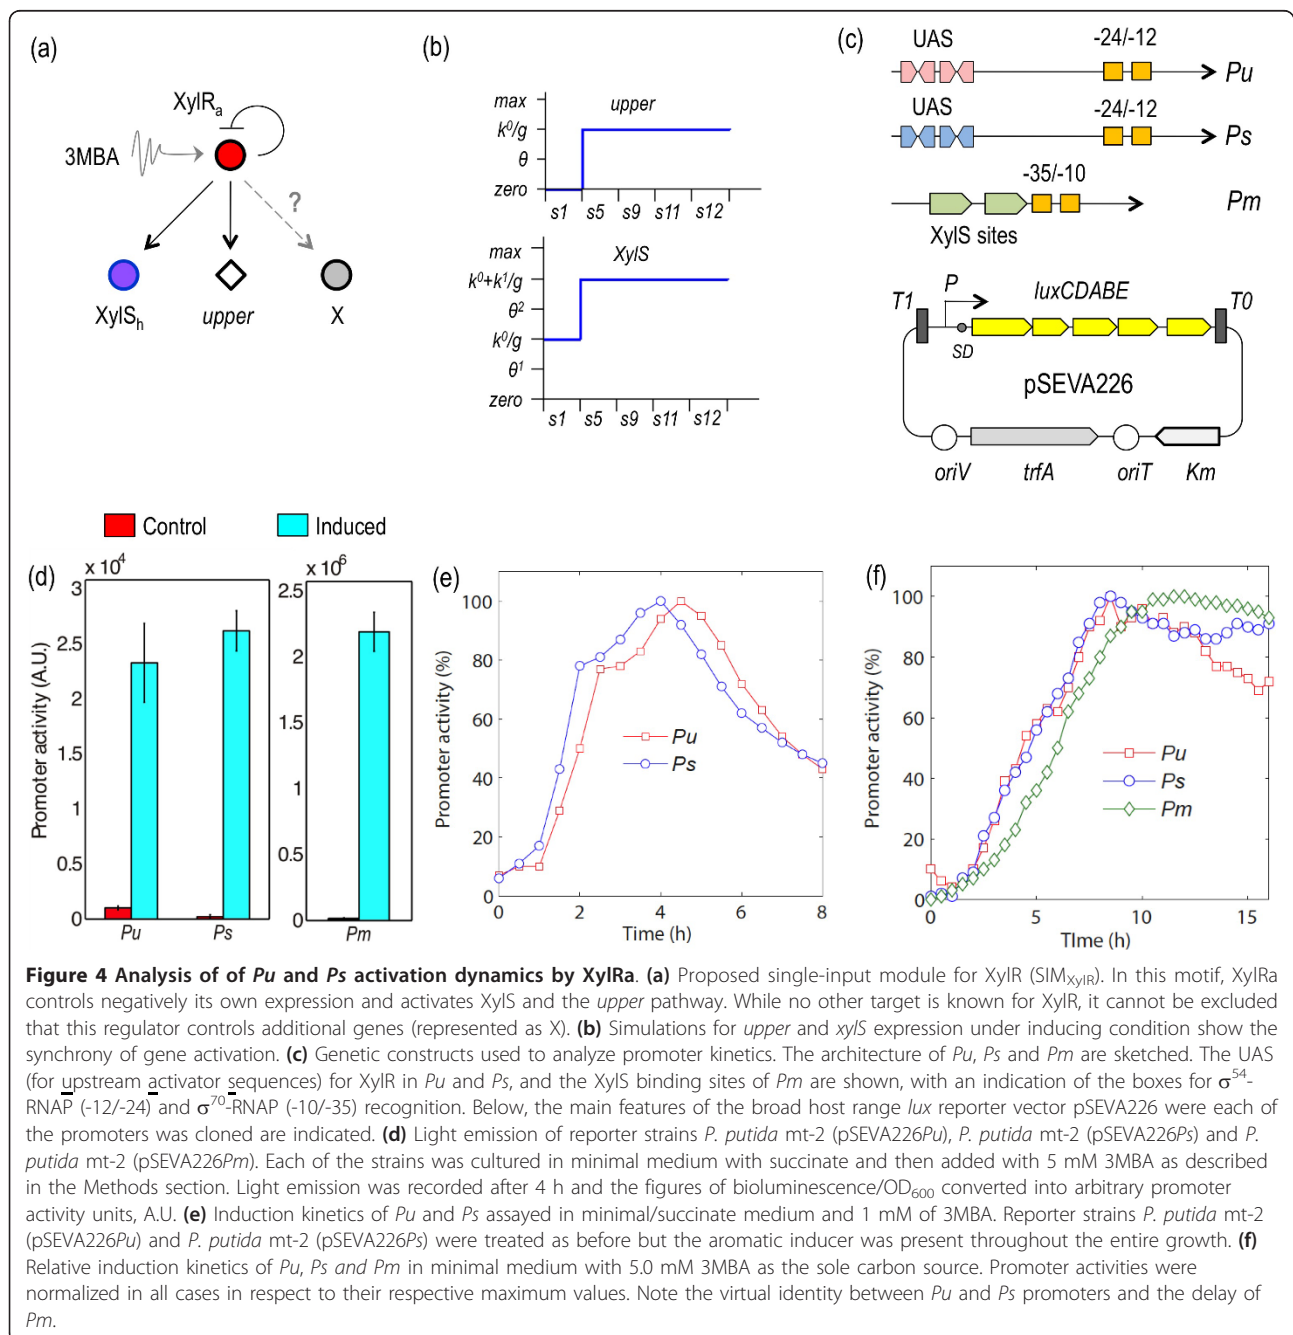 (a)
XylRa
3MBA
?
XylSh
upper
X
(b)
upper
max
k0/g
θ
zero
s1 s5 s9 s11 s12
XylS
max
k0+k1/g
θ2
k0/g
θ1
zero
s1 s5 s9 s11 s12
(c)
UAS -24/-12
Pu
UAS -24/-12
Ps
-35/-10
Pm
XylS sites
T1 P luxCDABE T0
SD
pSEVA226
oriV trfA oriT Km
Control Induced
(d)
x 10^4
3
2.5
2
1.5
1
0.5
0
Promoter activity (A.U.)
Pu Ps
x 10^6
2.5
2
1.5
1
0.5
0
Pm
(e)
100
80
60
40
20
0
Promoter activity (%)
Pu
Ps
0 2 4 6 8
Time (h)
(f)
100
80
60
40
20
0
Promoter activity (%)
Pu
Ps
Pm
0 5 10 15
TIme (h)
Figure 4 Analysis of of Pu and Ps activation dynamics by XylRa. (a) Proposed single-input module for XylR (SIMXylR). In this motif, XylRa
controls negatively its own expression and activates XylS and the upper pathway. While no other target is known for XylR, it cannot be excluded
that this regulator controls additional genes (represented as X). (b) Simulations for upper and xylS expression under inducing condition show the
synchrony of gene activation. (c) Genetic constructs used to analyze promoter kinetics. The architecture of Pu, Ps and Pm are sketched. The UAS
(for upstream activator sequences) for XylR in Pu and Ps, and the XylS binding sites of Pm are shown, with an indication of the boxes for σ54-
RNAP (-12/-24) and σ70-RNAP (-10/-35) recognition. Below, the main features of the broad host range lux reporter vector pSEVA226 were each of
the promoters was cloned are indicated. (d) Light emission of reporter strains P. putida mt-2 (pSEVA226Pu), P. putida mt-2 (pSEVA226Ps) and P.
putida mt-2 (pSEVA226Pm). Each of the strains was cultured in minimal medium with succinate and then added with 5 mM 3MBA as described
in the Methods section. Light emission was recorded after 4 h and the figures of bioluminescence/OD600 converted into arbitrary promoter
activity units, A.U. (e) Induction kinetics of Pu and Ps assayed in minimal/succinate medium and 1 mM of 3MBA. Reporter strains P. putida mt-2
(pSEVA226Pu) and P. putida mt-2 (pSEVA226Ps) were treated as before but the aromatic inducer was present throughout the entire growth. (f)
Relative induction kinetics of Pu, Ps and Pm in minimal medium with 5.0 mM 3MBA as the sole carbon source. Promoter activities were
normalized in all cases in respect to their respective maximum values. Note the virtual identity between Pu and Ps promoters and the delay of
Pm.